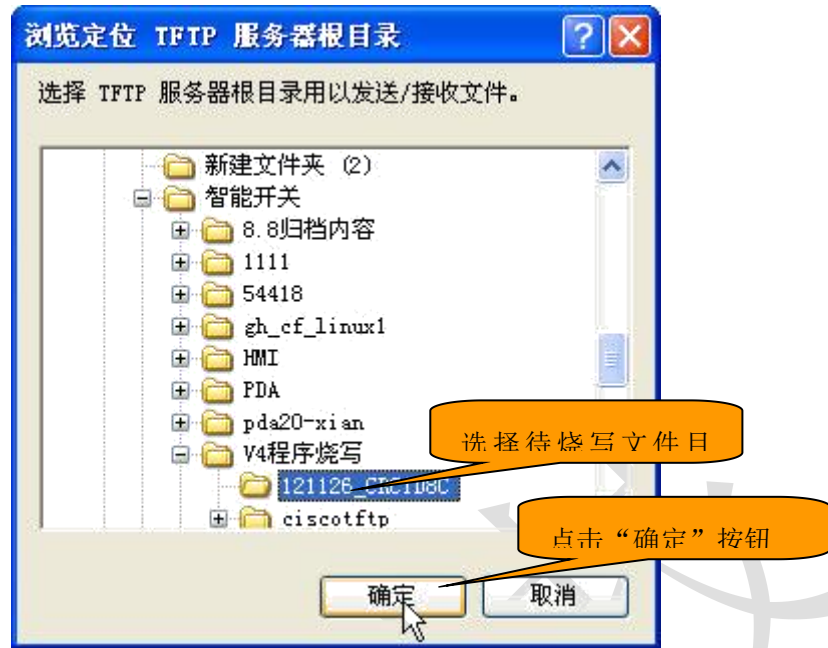 浏览定位 TFTP 服务器根目录
选择 TFTP 服务器根目录用以发送/接收文件。
新建文件夹 (2)
智能开关
8.8归档内容
1111
54418
gh_cf_linux1
HMI
PDA
pda20-xian
V4程序烧写
选择待烧写文件目
121126_CRC1D8C
ciscotftp
点击“确定”按钮
确定
取消